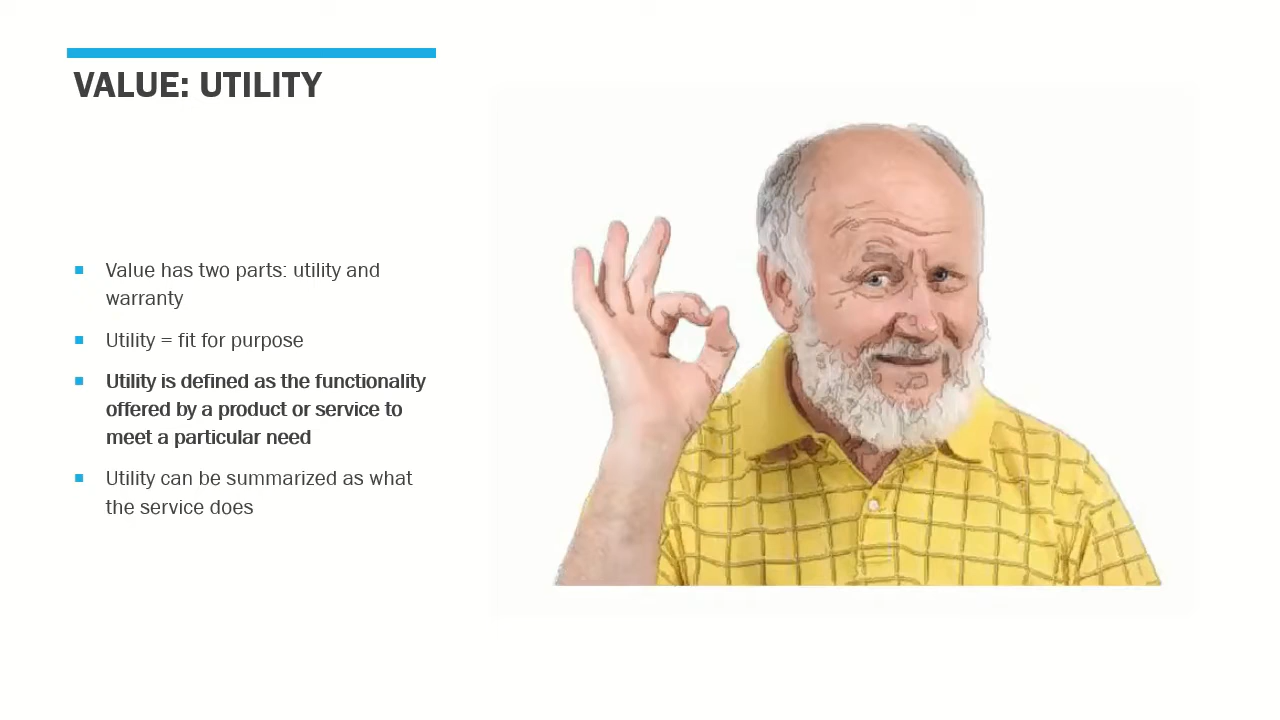 VALUE: UTILITY
Value has two parts: utility and
warranty
Utility = fit for purpose
Utility is defined as the functionality
offered by a product or service to
meet a particular need
Utility can be summarized as what
the service does